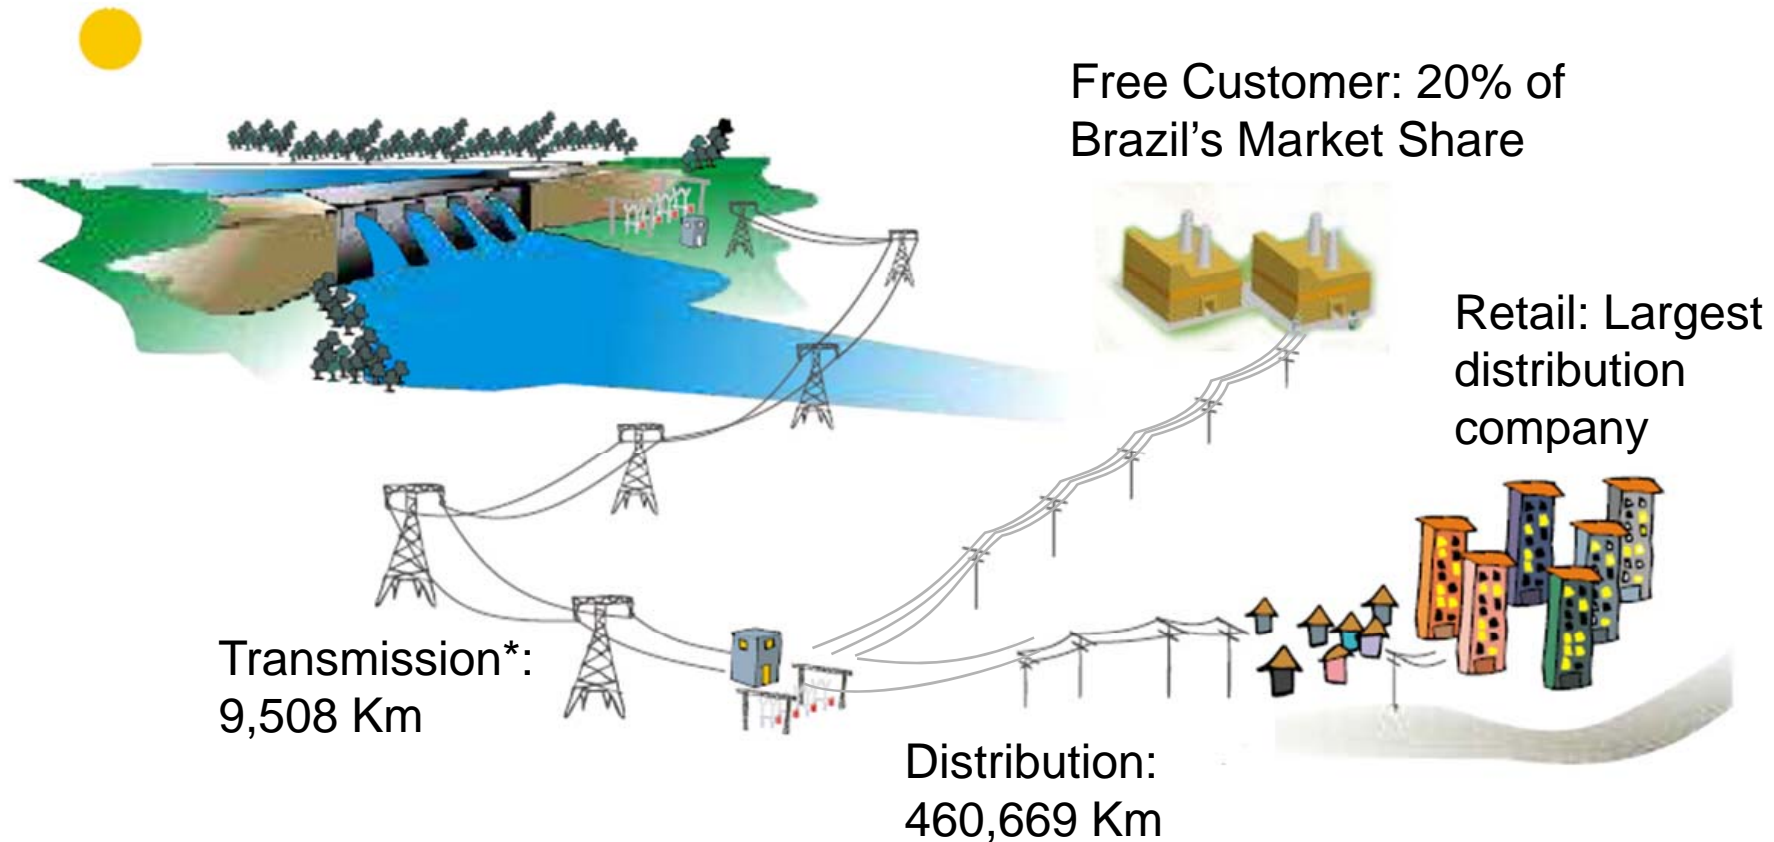 Free Customer: 20% of
Brazil’s Market Share
Retail: Largest
distribution
company
Transmission*:
9,508 Km
Distribution:
460,669 Km